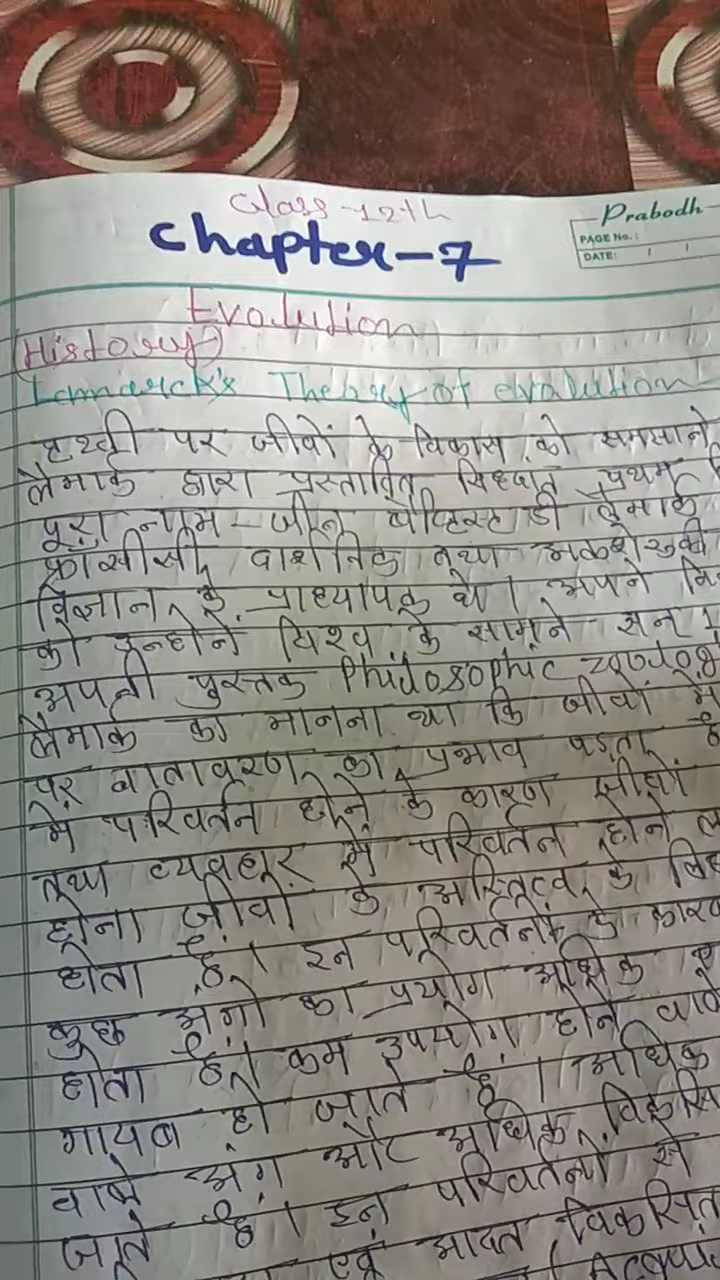 Class-12th
Chapter-7
Prabodh
PAGE No.:
DATE:
Evolution
(History)
Lamarck's Theory of evolution
पृथ्वी पर जीवों के विकास को समझाने
लैमार्क द्वारा प्रस्तावित सिध्दांत प्रथम
पूरा नाम - जीन बैप्टिस्ट डी लैमार्क
फ्रांसीसी दार्शनिक तथा अकशेरुकी
विज्ञान के प्राध्यापक थे। अपने
को उन्होंने विश्व के सामने सन् 1
अपनी पुस्तक Philosophic
लैमार्क का मानना था कि जीवों में
पर वातावरण का प्रभाव पड़ता है
में परिवर्तन होने के कारण जीवों
तथा व्यवहार में परिवर्तन होने
होना जीवों के अस्तित्व के लिए
होता है। इन परिवर्तनों के कारण
कुछ अंगों का प्रयोग अधिक
होता है। कम उपयोग होने वाले
गायब हो जाते हैं। अधिक
वाले अंग और अधिक
जाते है। इन परिवर्तनों से
एवं आदत विकसित